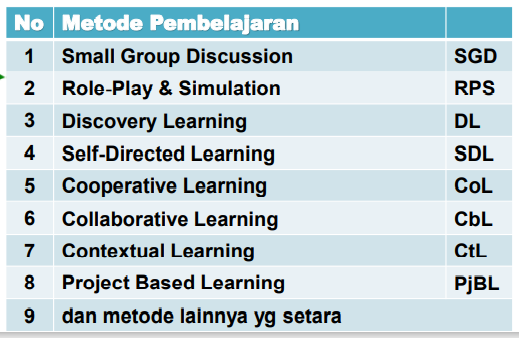 No Metode Pembelajaran
1 Small Group Discussion SGD
2 Role-Play & Simulation RPS
3 Discovery Learning DL
4 Self-Directed Learning SDL
5 Cooperative Learning CoL
6 Collaborative Learning CbL
7 Contextual Learning CtL
8 Project Based Learning PjBL
9 dan metode lainnya yg setara